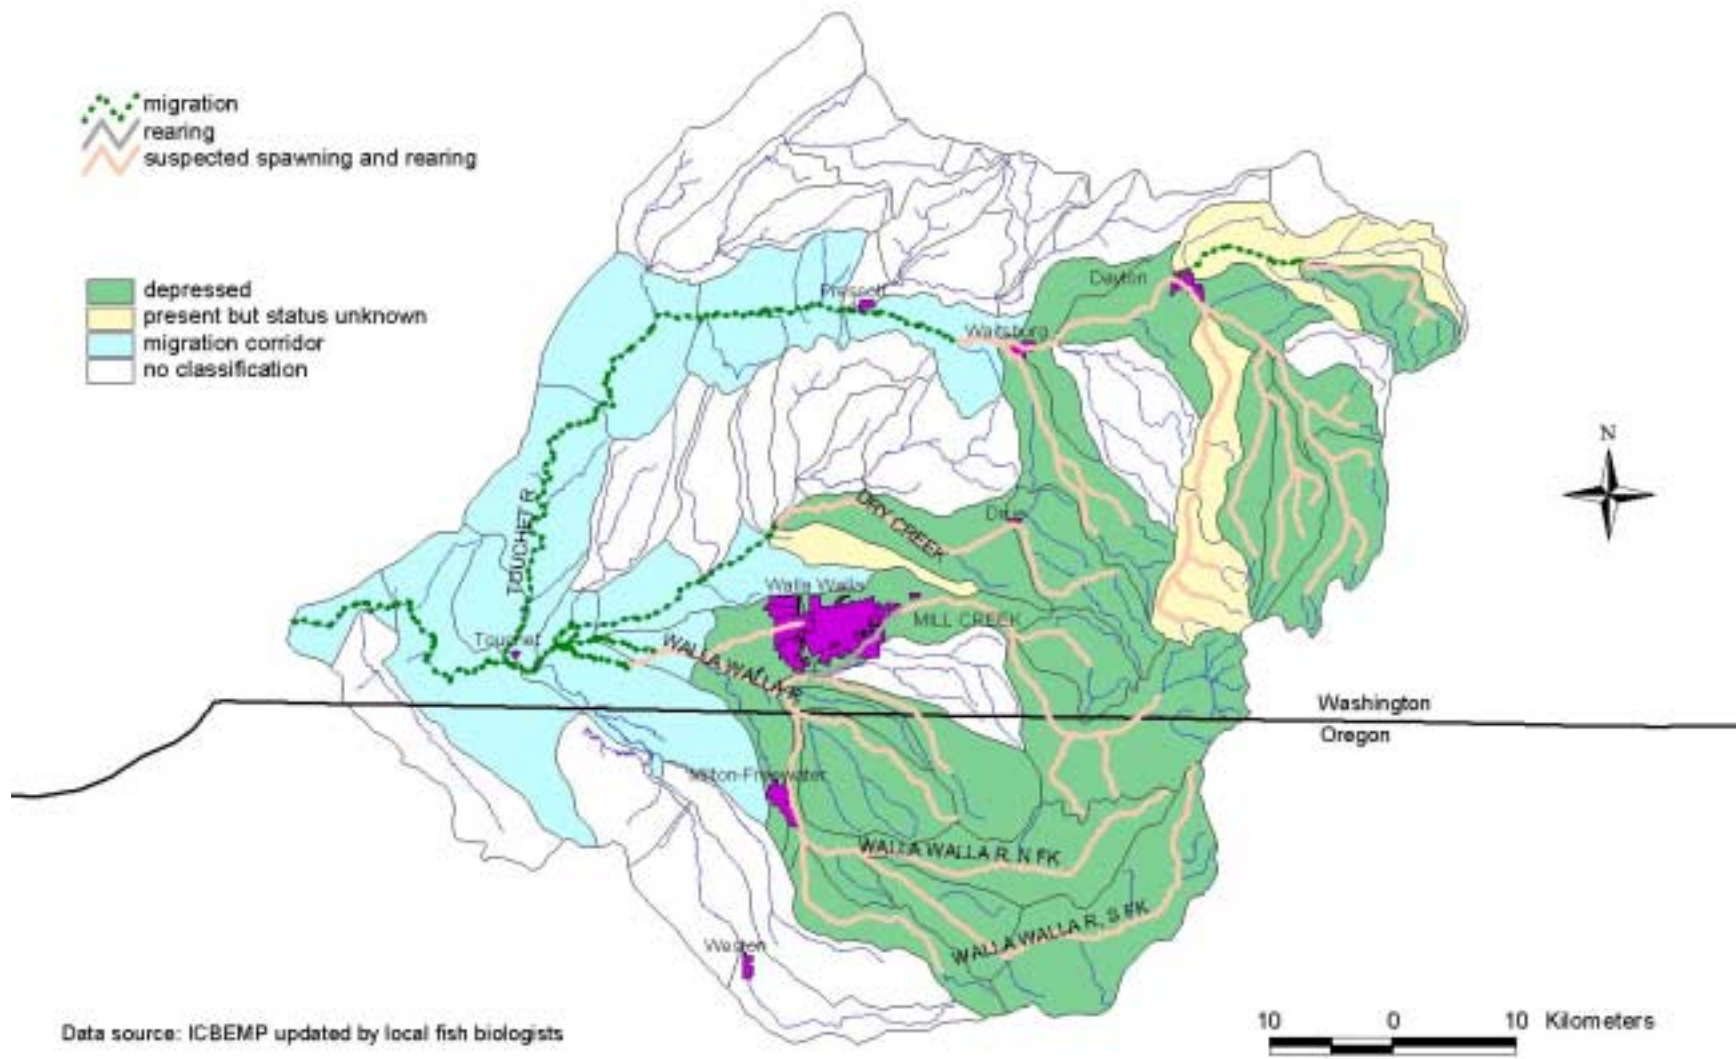 migration
rearing
suspected spawning and rearing
depressed
present but status unknown
migration corridor
no classification
Dayton
Prescott
Waitsburg
N
TOUCHET R
DRY CREEK
Dixie
Walla Walla
MILL CREEK
Touchet
WALLA WALLA R
Washington
Oregon
Milton-Freewater
WALLA WALLA R, N FK
WALLA WALLA R, S FK
Weston
Data source: ICBEMP updated by local fish biologists
10 0 10 Kilometers